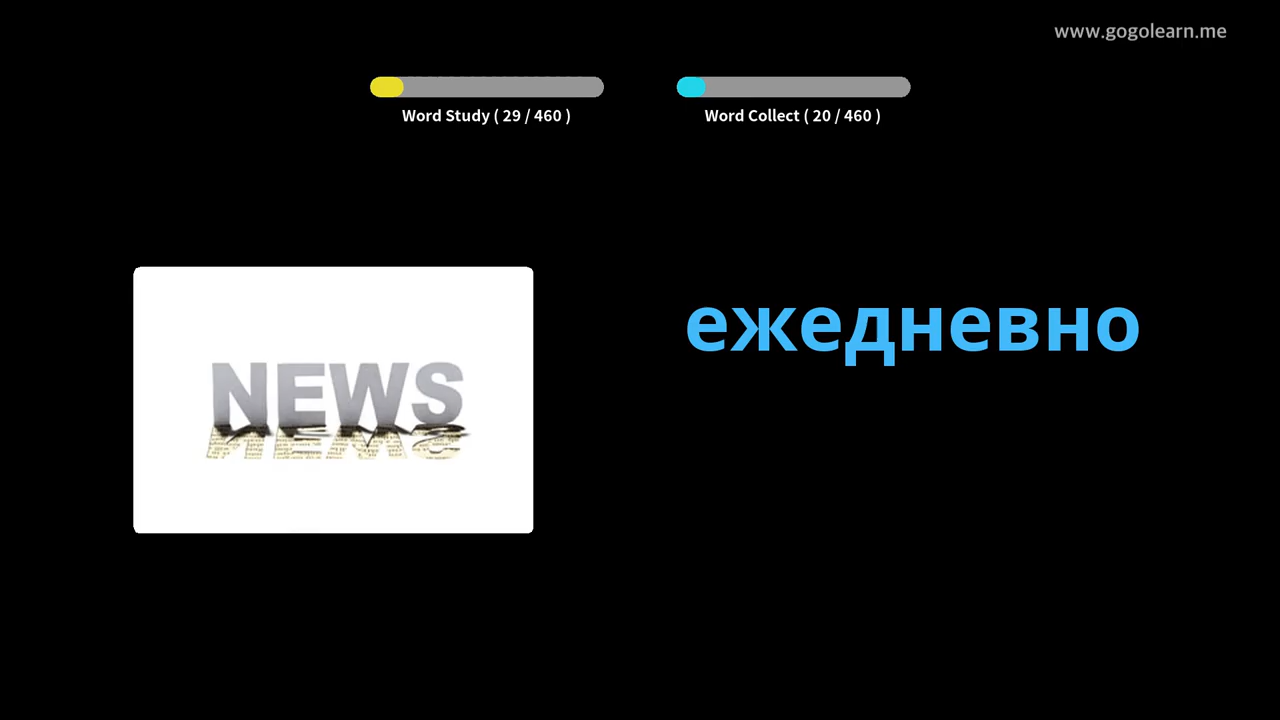 www.gogolearn.me
Word Study ( 29 / 460 )
Word Collect ( 20 / 460 )
ежедневно
NEWS